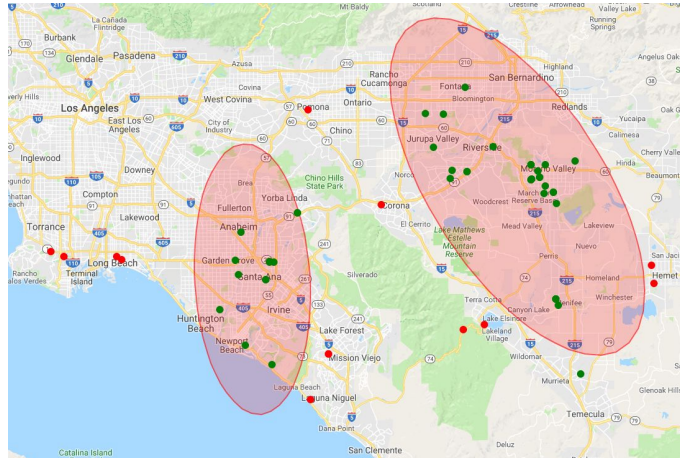 Mt Baldy
Crestline
Arrowhead
Valley Lake
Running
Springs
La Cañada
Flintridge
Burbank
Glendale
Pasadena
Azusa
Rancho
Cucamonga
Fontana
San Bernardino
Highland
Angelus Oaks
West Covina
Ontario
Bloomington
Redlands
Los Angeles
Pomona
Yucaipa
East Los
Angeles
City of
Industry
Chino
Jurupa Valley
Riverside
Calimesa
Cherry Valley
Inglewood
Downey
Chino Hills
State Park
Norco
Moreno Valley
Beaumont
Compton
Brea
Yorba Linda
Woodcrest
March
Reserve Base
Lakewood
Fullerton
Corona
Torrance
Anaheim
El Cerrito
Lake Mathews
Estelle
Mountain
Reserve
Mead Valley
Lakeview
Nuevo
Long Beach
Garden Grove
Perris
San Jac
Rancho
Palos Verdes
Terminal
Island
Santa Ana
Silverado
Homeland
Hemet
Irvine
Terra Cotta
Canyon Lake
Menifee
Winchester
Huntington
Beach
Lake Elsinore
Lake Forest
Lakeland
Village
Newport
Beach
Mission Viejo
Wildomar
Laguna Beach
Murrieta
Glenoak Hills
Laguna Niguel
Temecula
Dana Point
San Clemente
Deluz
Catalina Island